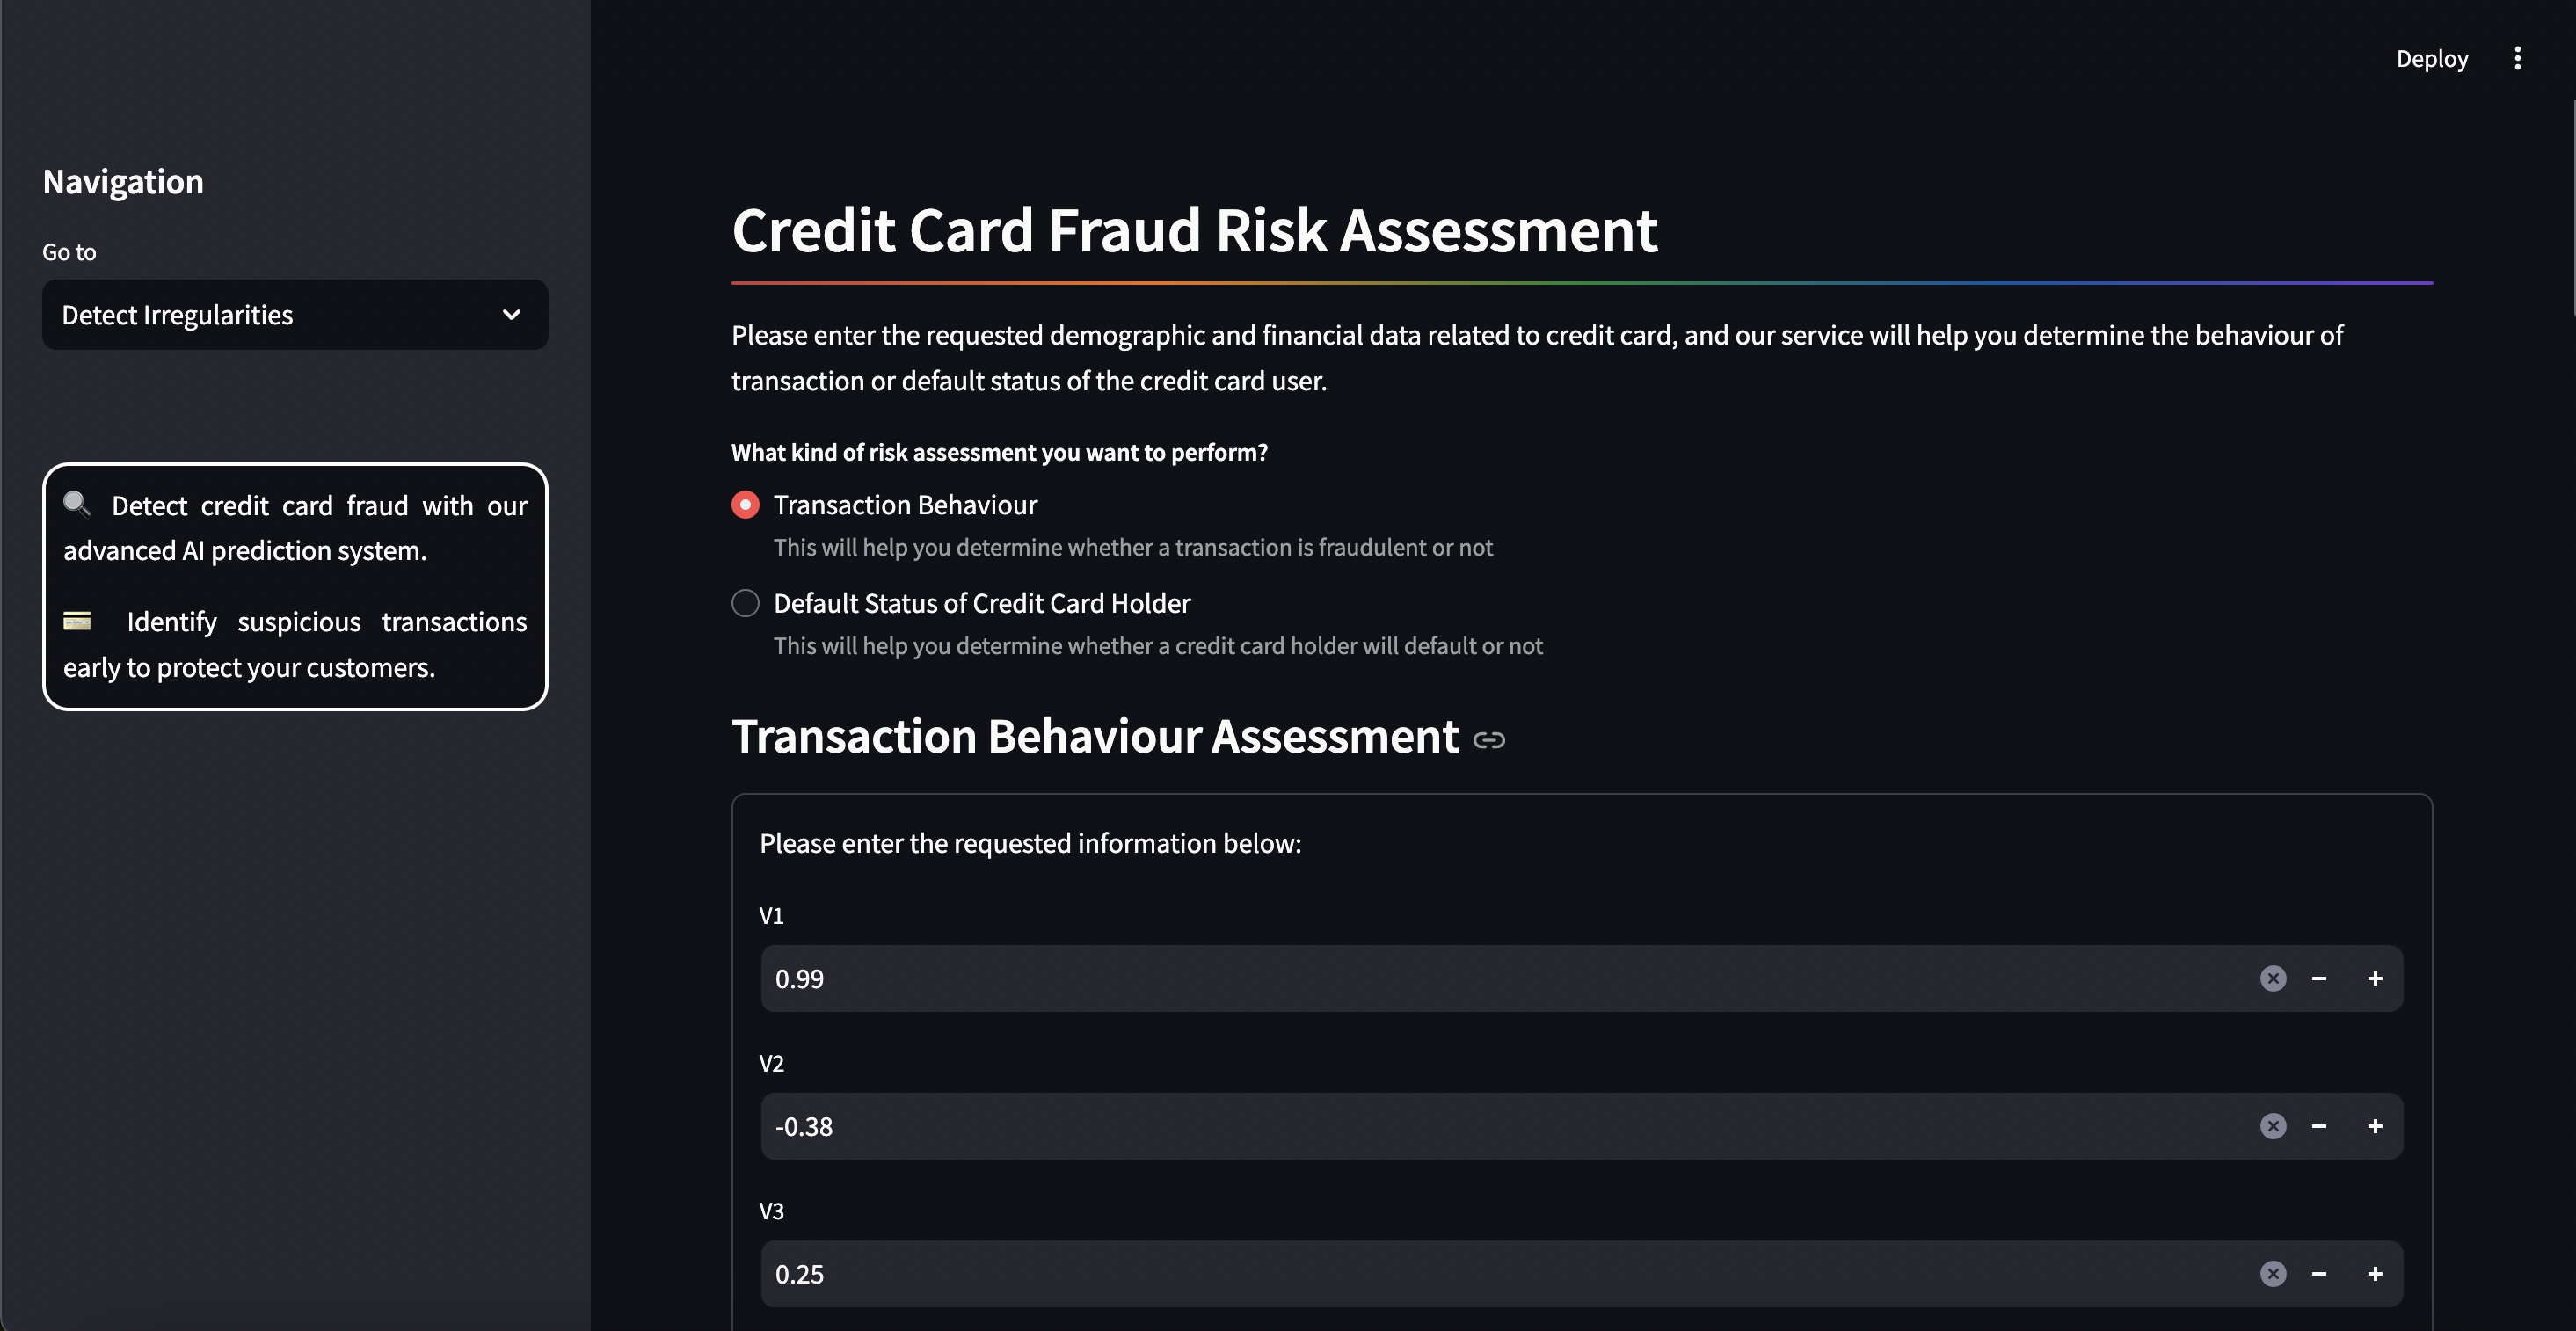 Deploy
Navigation
Go to
Detect Irregularities
🔍 Detect credit card fraud with our
advanced AI prediction system.
💳 Identify suspicious transactions
early to protect your customers.
Credit Card Fraud Risk Assessment
Please enter the requested demographic and financial data related to credit card, and our service will help you determine the behaviour of
transaction or default status of the credit card user.
What kind of risk assessment you want to perform?
Transaction Behaviour
This will help you determine whether a transaction is fraudulent or not
Default Status of Credit Card Holder
This will help you determine whether a credit card holder will default or not
Transaction Behaviour Assessment
Please enter the requested information below:
V1
0.99
V2
-0.38
V3
0.25